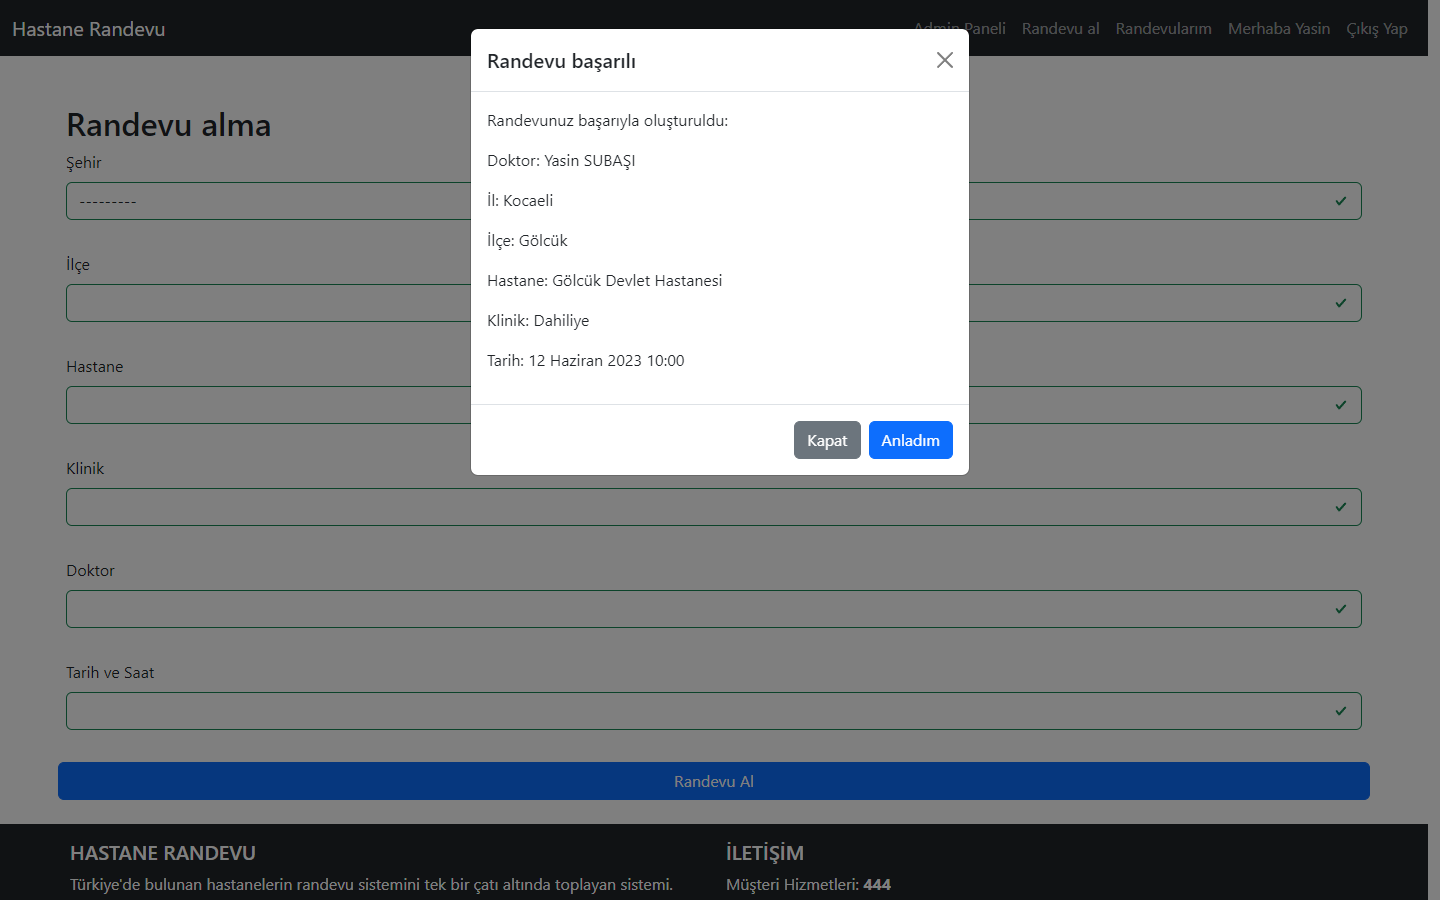 Hastane Randevu
Admin Paneli Randevu al Randevularım Merhaba Yasin Çıkış Yap
Randevu başarılı
Randevunuz başarıyla oluşturuldu:
Doktor: Yasin SUBAŞI
İl: Kocaeli
İlçe: Gölcük
Hastane: Gölcük Devlet Hastanesi
Klinik: Dahiliye
Tarih: 12 Haziran 2023 10:00
Kapat Anladım
Randevu alma
Şehir
---------
İlçe
Hastane
Klinik
Doktor
Tarih ve Saat
Randevu Al
HASTANE RANDEVU
Türkiye'de bulunan hastanelerin randevu sistemini tek bir çatı altında toplayan sistemi.
İLETİŞİM
Müşteri Hizmetleri: 444